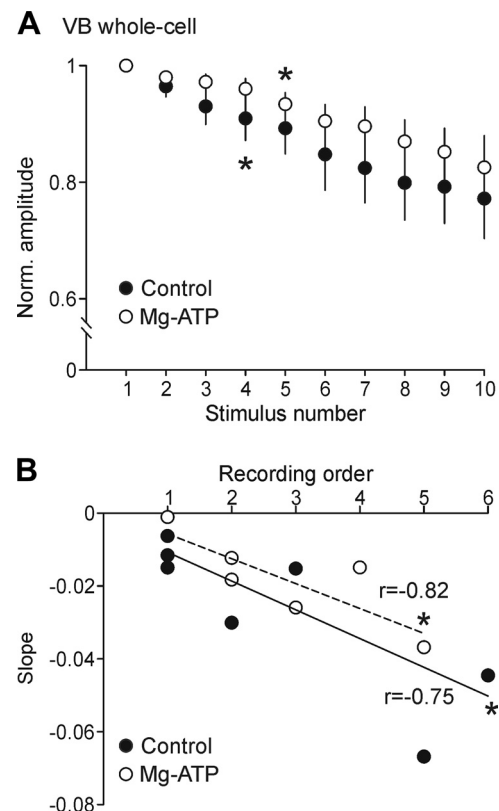 A VB whole-cell
1
0.8
0.6
0
Norm. amplitude
*
*
Control
Mg-ATP
1 2 3 4 5 6 7 8 9 10
Stimulus number
B
Recording order
1 2 3 4 5 6
0
-0.02
-0.04
-0.06
-0.08
Slope
r=-0.82
*
r=-0.75
*
Control
Mg-ATP